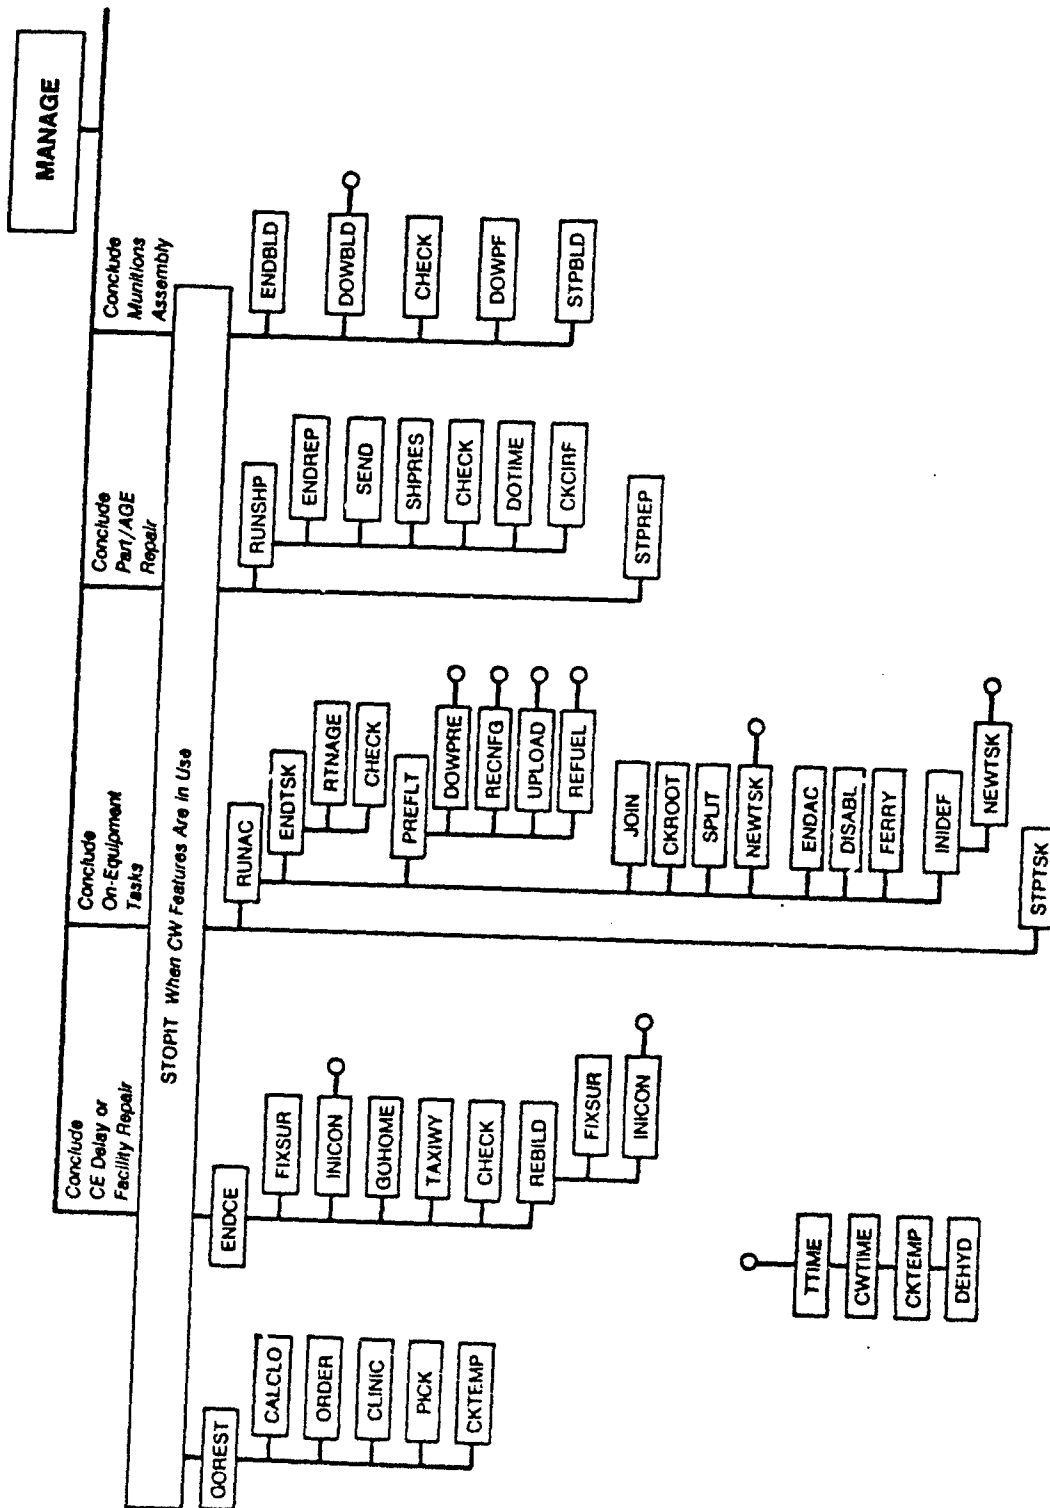 MANAGE
Conclude
CE Delay or
Facility Repair
Conclude
On-Equipment
Tasks
Conclude
Part/AGE
Repair
Conclude
Munitions
Assembly
STOPIT When CW Features Are in Use
GOREST
CALCLO
ORDER
CLINIC
PICK
CKTEMP
ENDCE
FIXSUR
INICON
GOHOME
TAXIWY
CHECK
REBILD
FIXSUR
INICON
RUNAC
ENDTSK
RTNAGE
CHECK
PREFLT
DOWPRE
RECNFG
UPLOAD
REFUEL
JOIN
CKROOT
SPLIT
NEWTSK
ENDAC
DISABL
FERRY
INIDEF
NEWTSK
STPTSK
RUNSHP
ENDREP
SEND
SHPRES
CHECK
DOTIME
CKCIRF
STPREP
ENDBLD
DOWBLD
CHECK
DOWPF
STPBLD
TTIME
CWTIME
CKTEMP
DEHYD